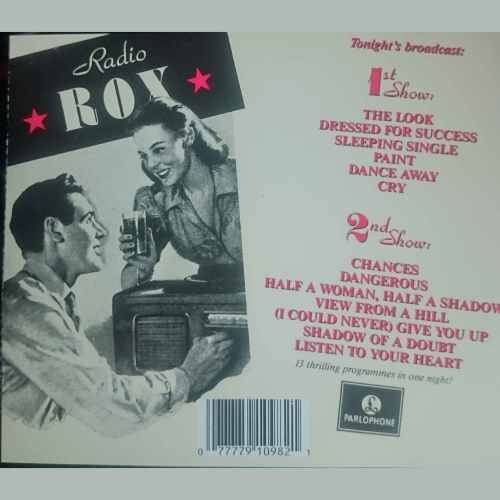 Radio
ROX
Tonight's broadcast:
1st
Show:
THE LOOK
DRESSED FOR SUCCESS
SLEEPING SINGLE
PAINT
DANCE AWAY
CRY
2nd
Show:
CHANCES
DANGEROUS
HALF A WOMAN, HALF A SHADOW
VIEW FROM A HILL
(I COULD NEVER) GIVE YOU UP
SHADOW OF A DOUBT
LISTEN TO YOUR HEART
13 thrilling programmes in one night!
PARLOPHONE
0 77779 10982 1